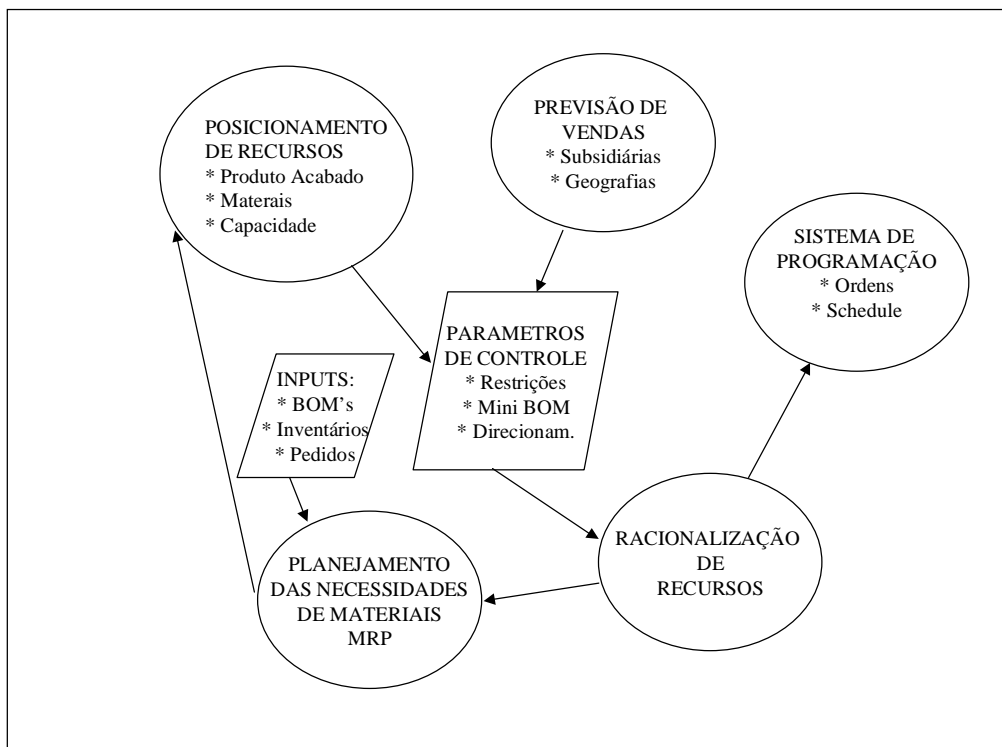 POSICIONAMENTO
DE RECURSOS
* Produto Acabado
* Materais
* Capacidade
PREVISÃO DE
VENDAS
* Subsidiárias
* Geografias
SISTEMA DE
PROGRAMAÇÃO
* Ordens
* Schedule
PARAMETROS
DE CONTROLE
* Restrições
* Mini BOM
* Direcionam.
INPUTS:
* BOM’s
* Inventários
* Pedidos
RACIONALIZAÇÃO
DE
RECURSOS
PLANEJAMENTO
DAS NECESSIDADES
DE MATERIAIS
MRP